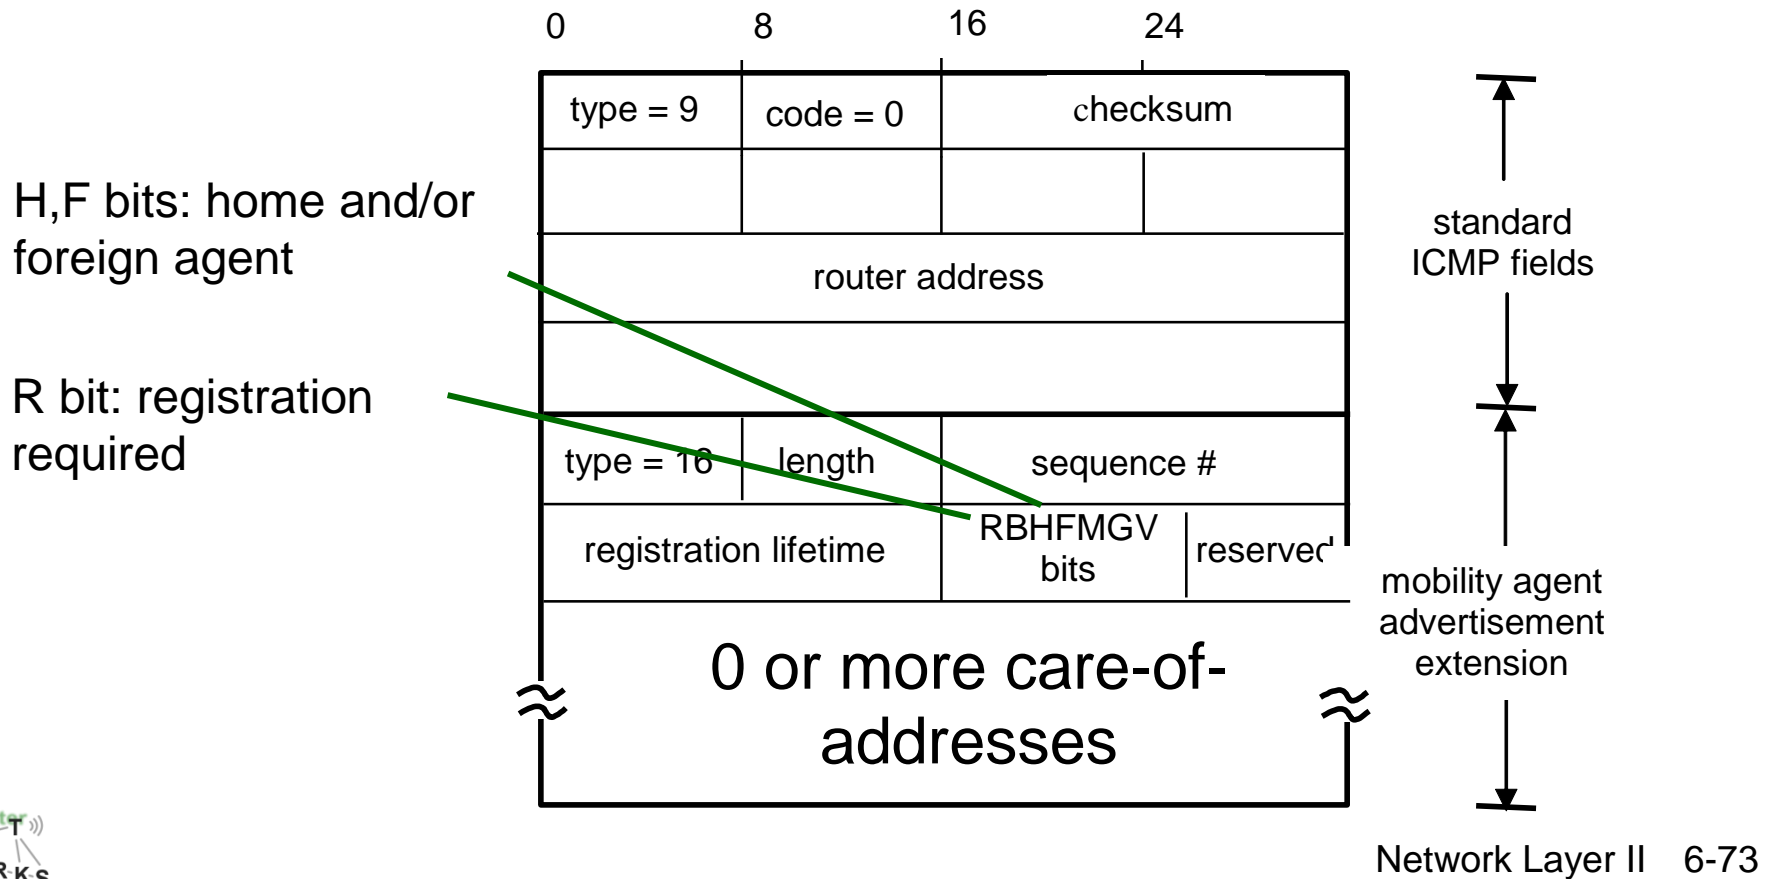 0 8 16 24
type = 9 code = 0 checksum
H,F bits: home and/or
foreign agent
standard
ICMP fields
router address
R bit: registration
required
type = 16 length sequence #
registration lifetime RBHFMGV
bits reserved
mobility agent
advertisement
extension
0 or more care-of-
addresses
T
R-K-S
Network Layer II 6-73